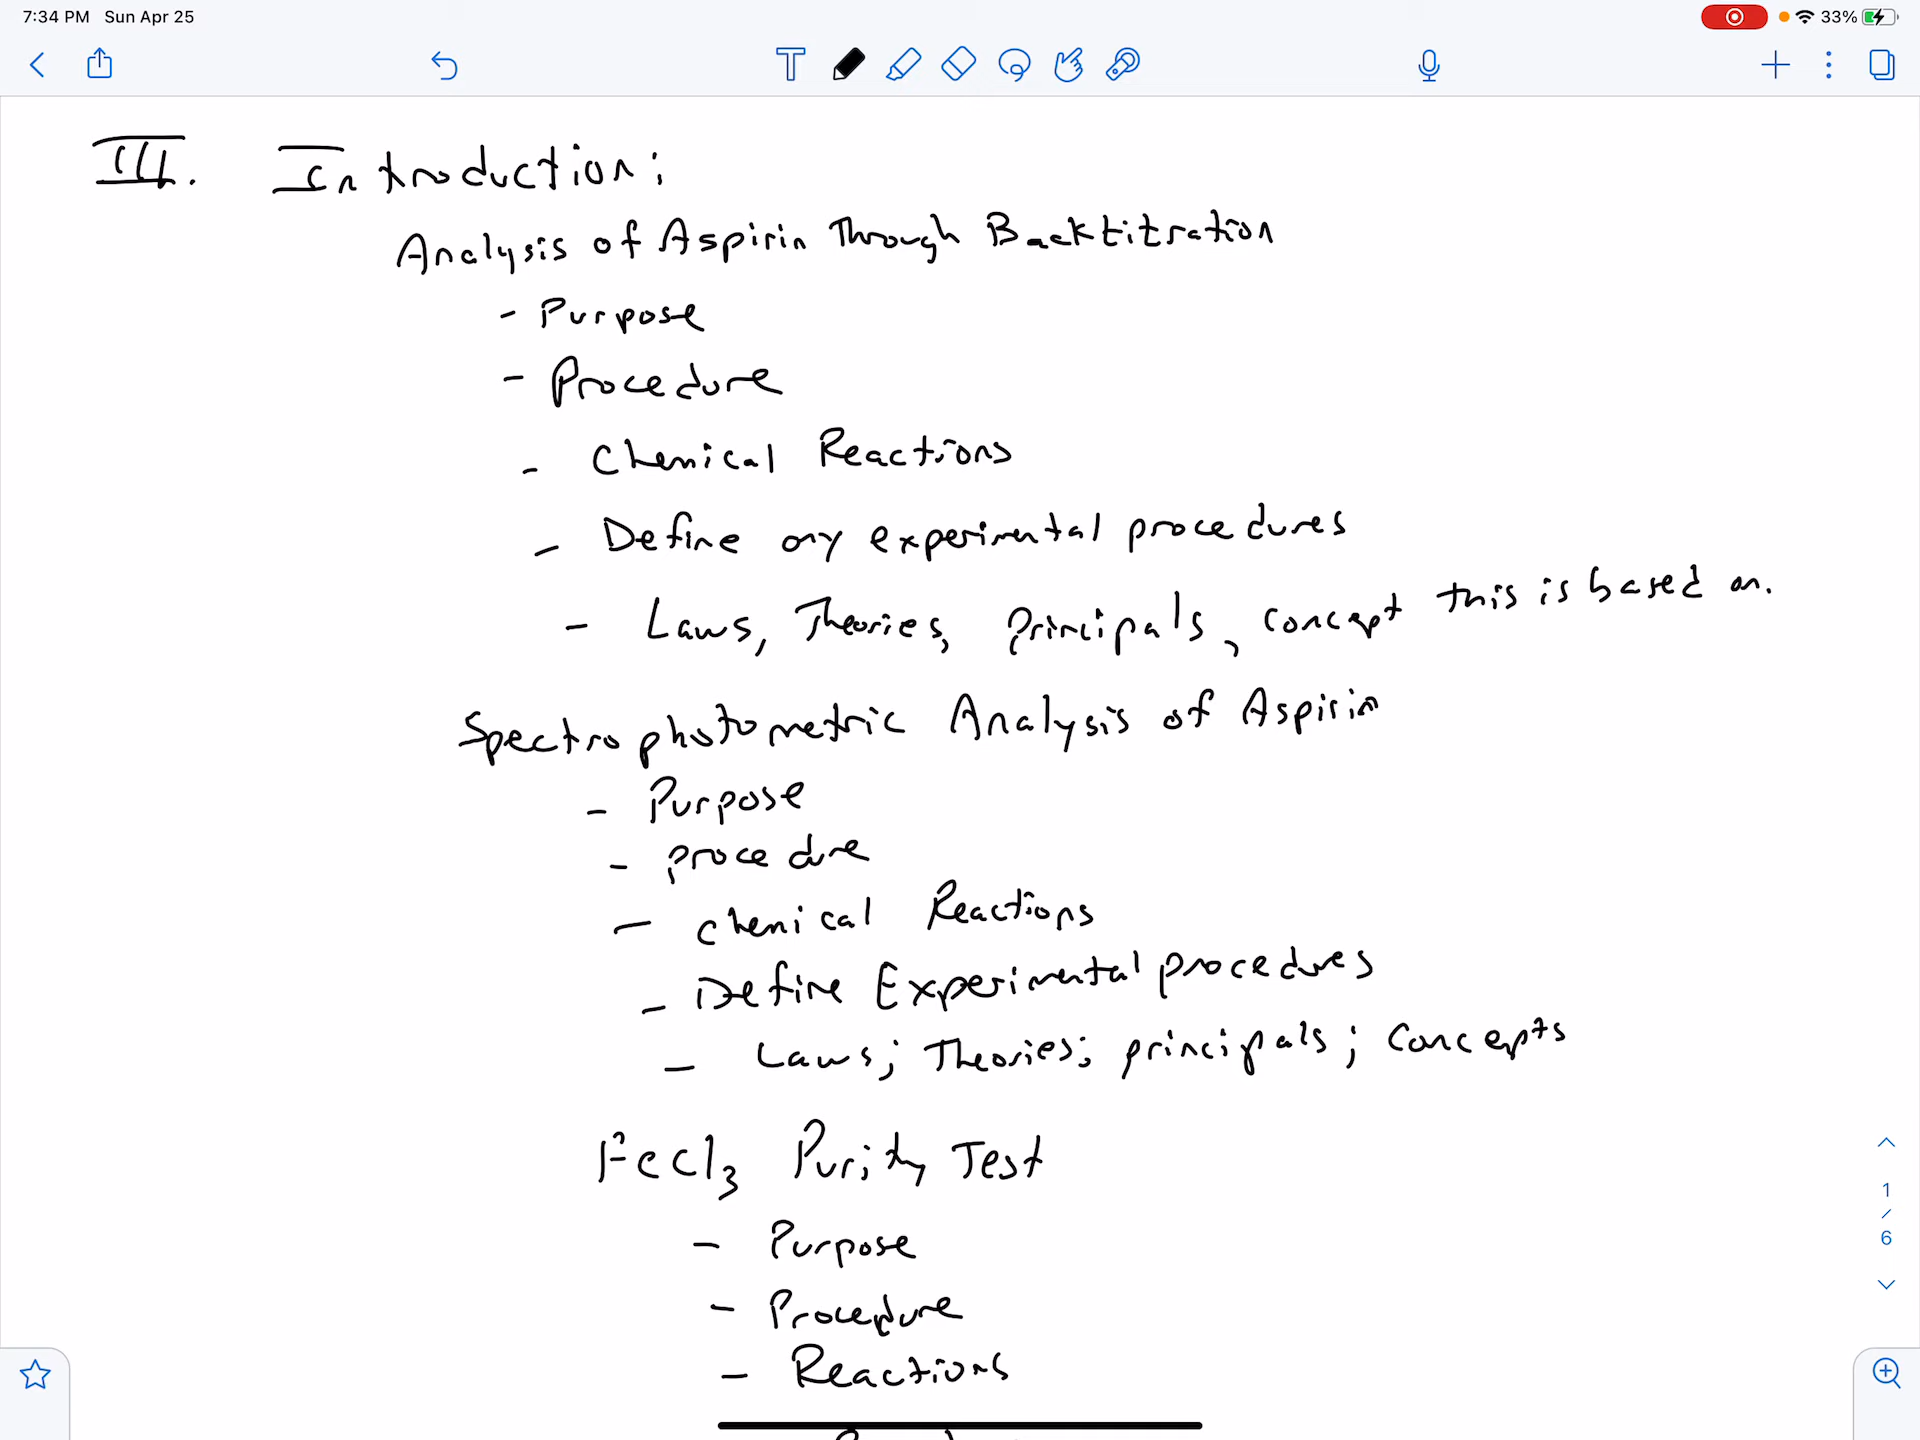 7:34 PM Sun Apr 25
33%
III. Introduction:
Analysis of Aspirin Through Backtitration
- Purpose
- Procedure
- Chemical Reactions
- Define any experimental procedures
- Laws, Theories, Principals, concept this is based on.
Spectrophotometric Analysis of Aspirin
- Purpose
- procedure
- chemical Reactions
- Define Experimental procedures
- Laws; Theories; principals; Concepts
FeCl3 Purity Test
- Purpose
- Procedure
- Reactions
1
/
6